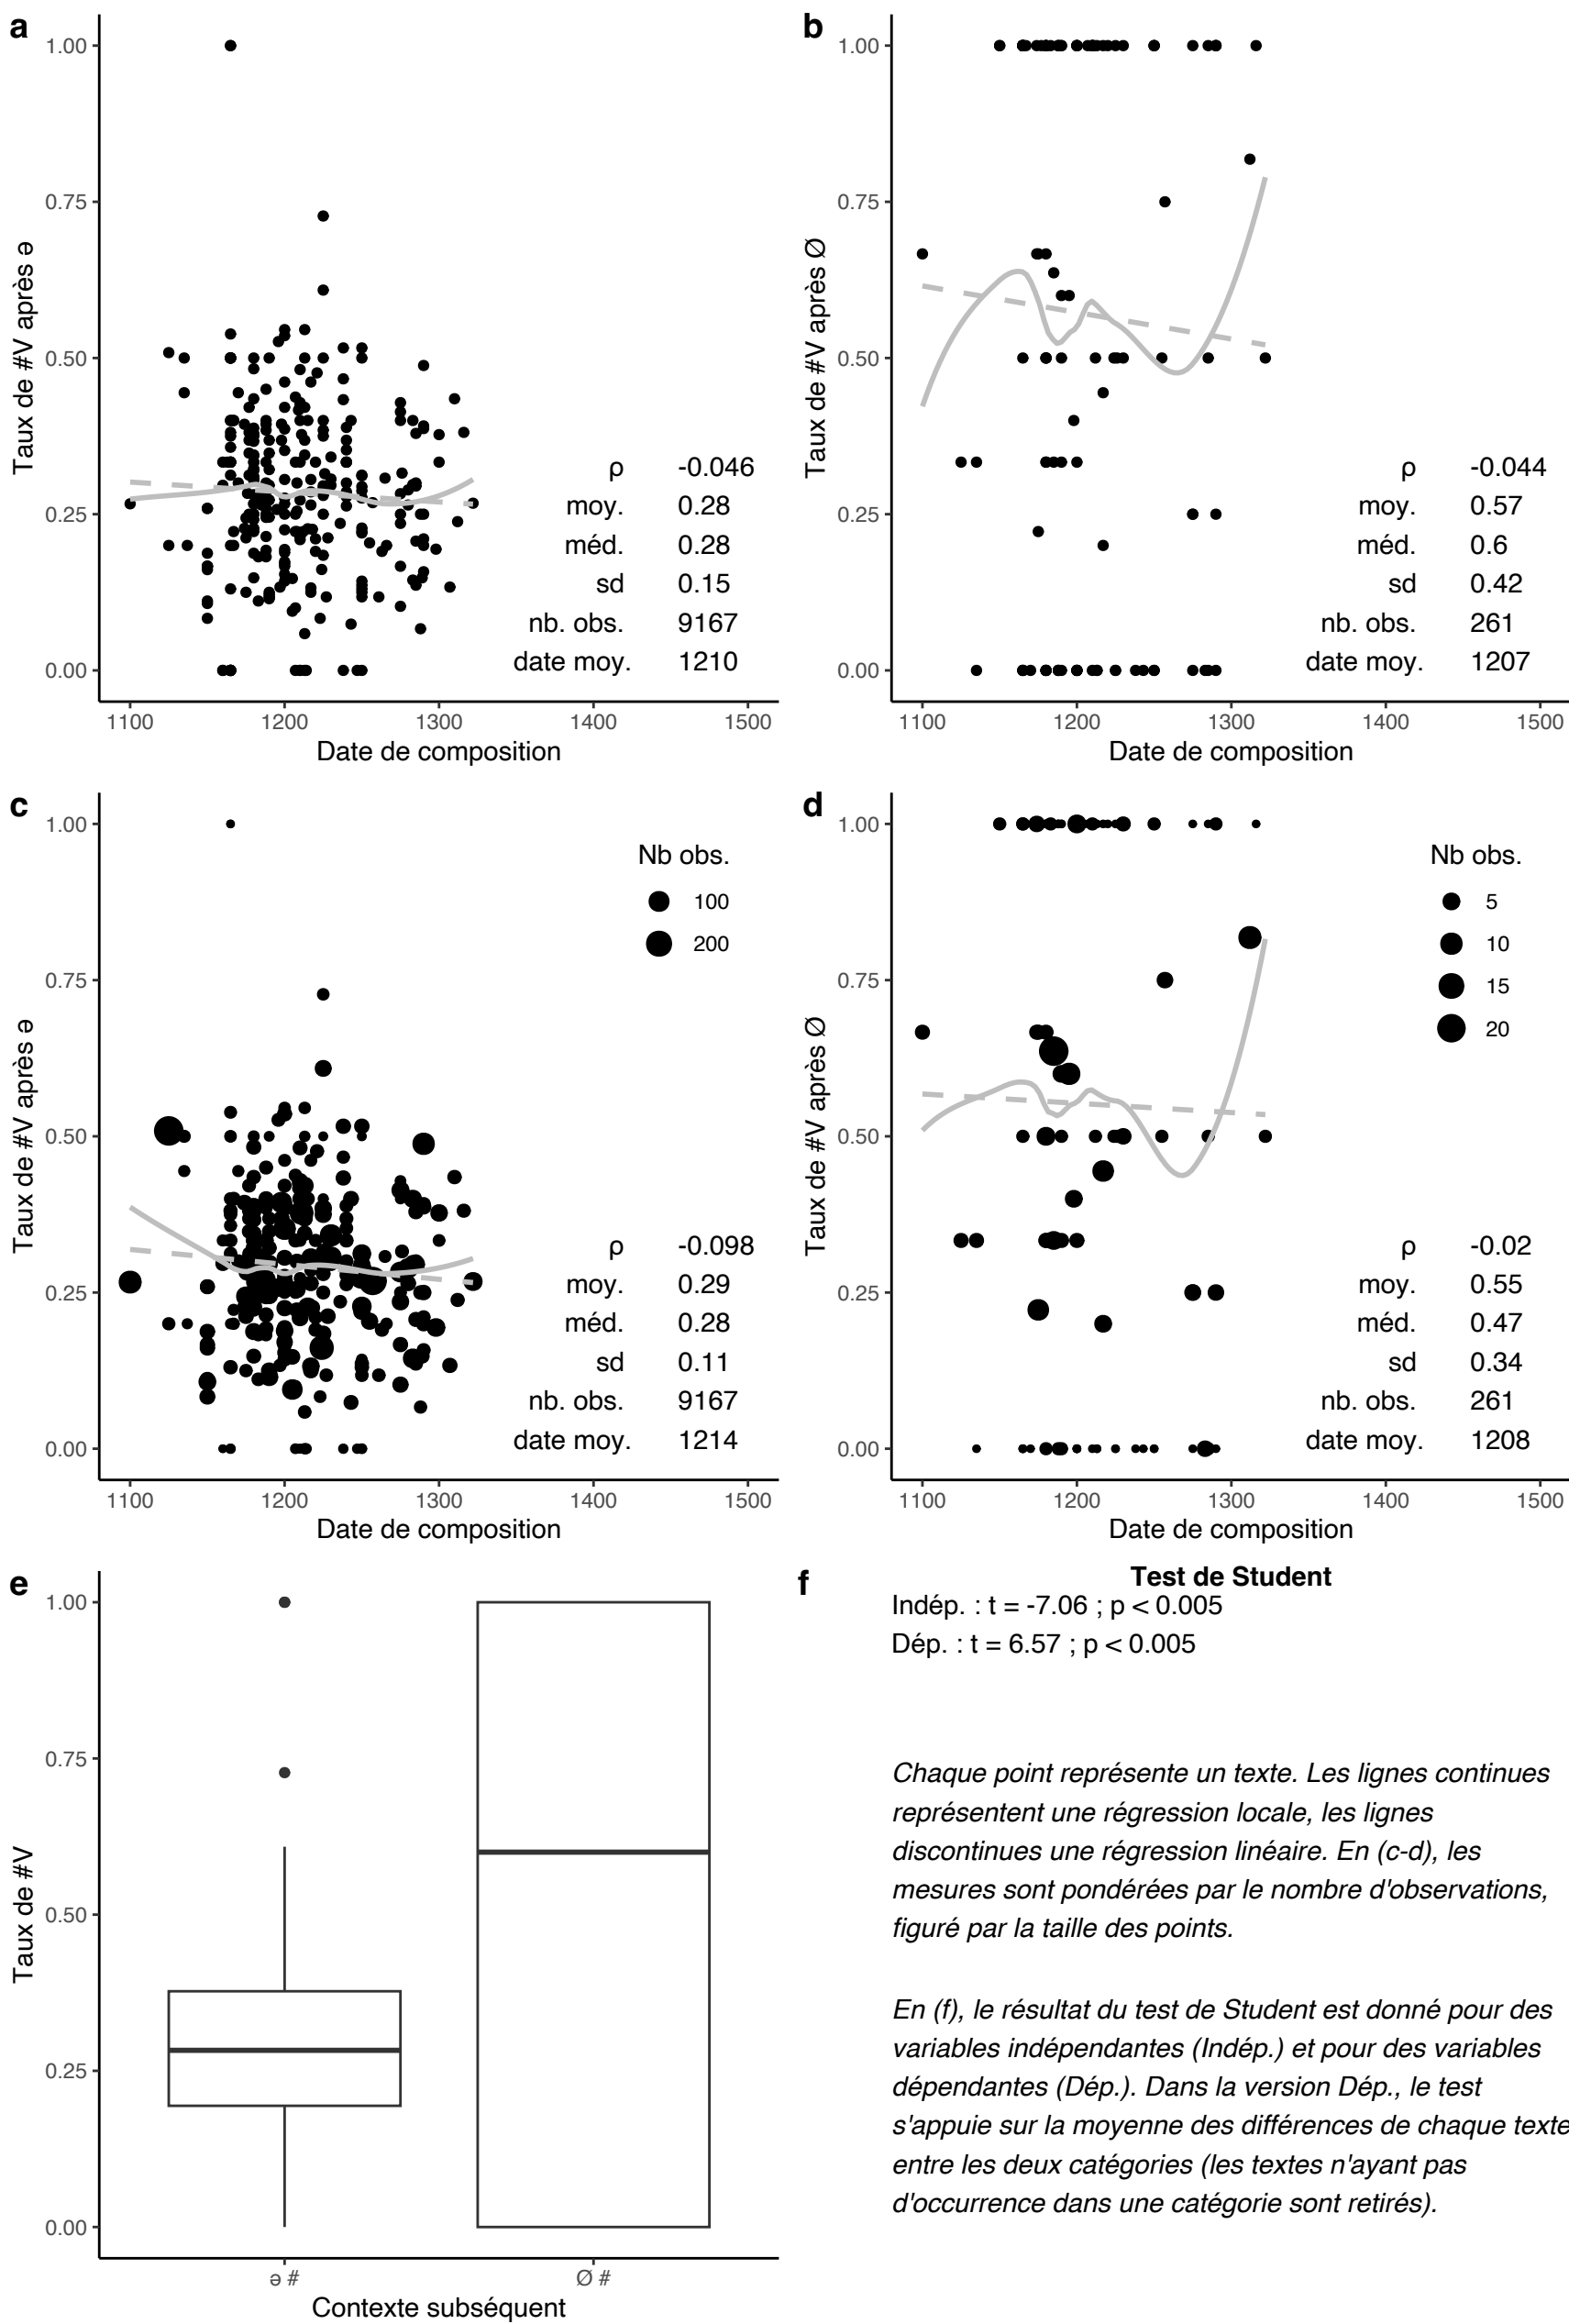 a
1.00
0.75
0.50
0.25
0.00
Taux de #V après ə
1100 1200 1300 1400 1500
Date de composition
ρ -0.046
moy. 0.28
méd. 0.28
sd 0.15
nb. obs. 9167
date moy. 1210
b
1.00
0.75
0.50
0.25
0.00
Taux de #V après Ø
1100 1200 1300 1400 1500
Date de composition
ρ -0.044
moy. 0.57
méd. 0.6
sd 0.42
nb. obs. 261
date moy. 1207
c
1.00
0.75
0.50
0.25
0.00
Taux de #V après ə
1100 1200 1300 1400 1500
Date de composition
Nb obs.
100
200
ρ -0.098
moy. 0.29
méd. 0.28
sd 0.11
nb. obs. 9167
date moy. 1214
d
1.00
0.75
0.50
0.25
0.00
Taux de #V après Ø
1100 1200 1300 1400 1500
Date de composition
Nb obs.
5
10
15
20
ρ -0.02
moy. 0.55
méd. 0.47
sd 0.34
nb. obs. 261
date moy. 1208
e
1.00
0.75
0.50
0.25
0.00
Taux de #V
ə # Ø #
Contexte subséquent
f
Test de Student
Indép. : t = -7.06 ; p < 0.005
Dép. : t = 6.57 ; p < 0.005
Chaque point représente un texte. Les lignes continues
représentent une régression locale, les lignes
discontinues une régression linéaire. En (c-d), les
mesures sont pondérées par le nombre d'observations,
figuré par la taille des points.
En (f), le résultat du test de Student est donné pour des
variables indépendantes (Indép.) et pour des variables
dépendantes (Dép.). Dans la version Dép., le test
s'appuie sur la moyenne des différences de chaque texte
entre les deux catégories (les textes n'ayant pas
d'occurrence dans une catégorie sont retirés).